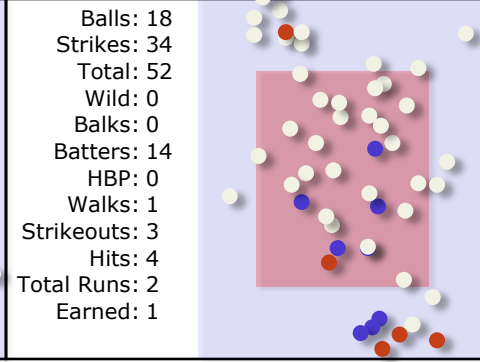 Balls: 18
Strikes: 34
Total: 52
Wild: 0
Balks: 0
Batters: 14
HBP: 0
Walks: 1
Strikeouts: 3
Hits: 4
Total Runs: 2
Earned: 1